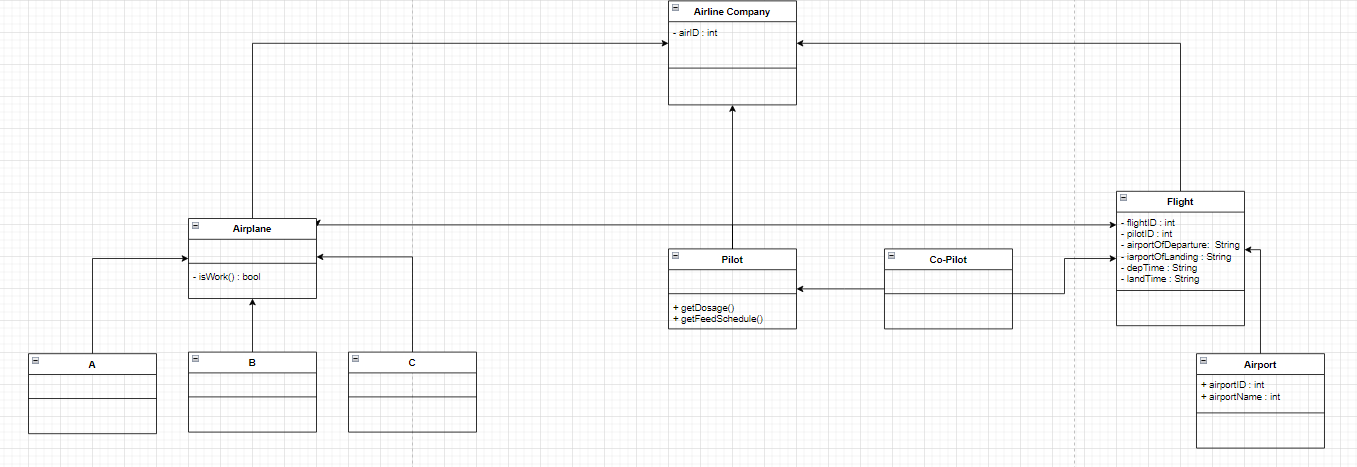 Airline Company
- airID : int
Airplane
- isWork() : bool
Pilot
+ getDosage()
+ getFeedSchedule()
Co-Pilot
Flight
- flightID : int
- pilotID : int
- airportOfDeparture: String
- iarportOfLanding : String
- depTime : String
- landTime : String
A
B
C
Airport
+ airportID : int
+ airportName : int